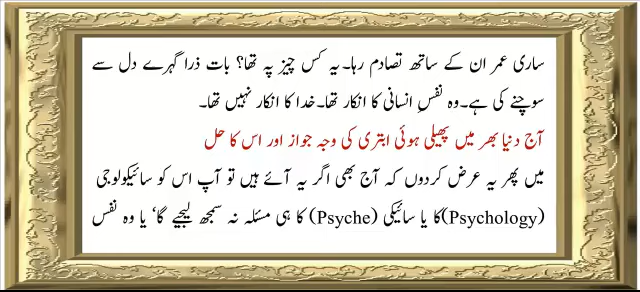 ساری عمر ان کے ساتھ تصادم رہا۔ یہ کس چیز پہ تھا؟ بات ذرا گہرے دل سے
سوچنے کی ہے۔ وہ نفسِ انسانی کا انکار تھا۔ خدا کا انکار نہیں تھا۔
آج دنیا بھر میں پھیلی ہوئی ابتری کی وجہ جواز اور اس کا حل
میں پھر یہ عرض کردوں کہ آج بھی اگر یہ آئے ہیں تو آپ اس کو سائیکولوجی
(Psychology) کا یا سائیکی (Psyche) کا ہی مسئلہ نہ سمجھ لیجیے گا‘ یا وہ نفس